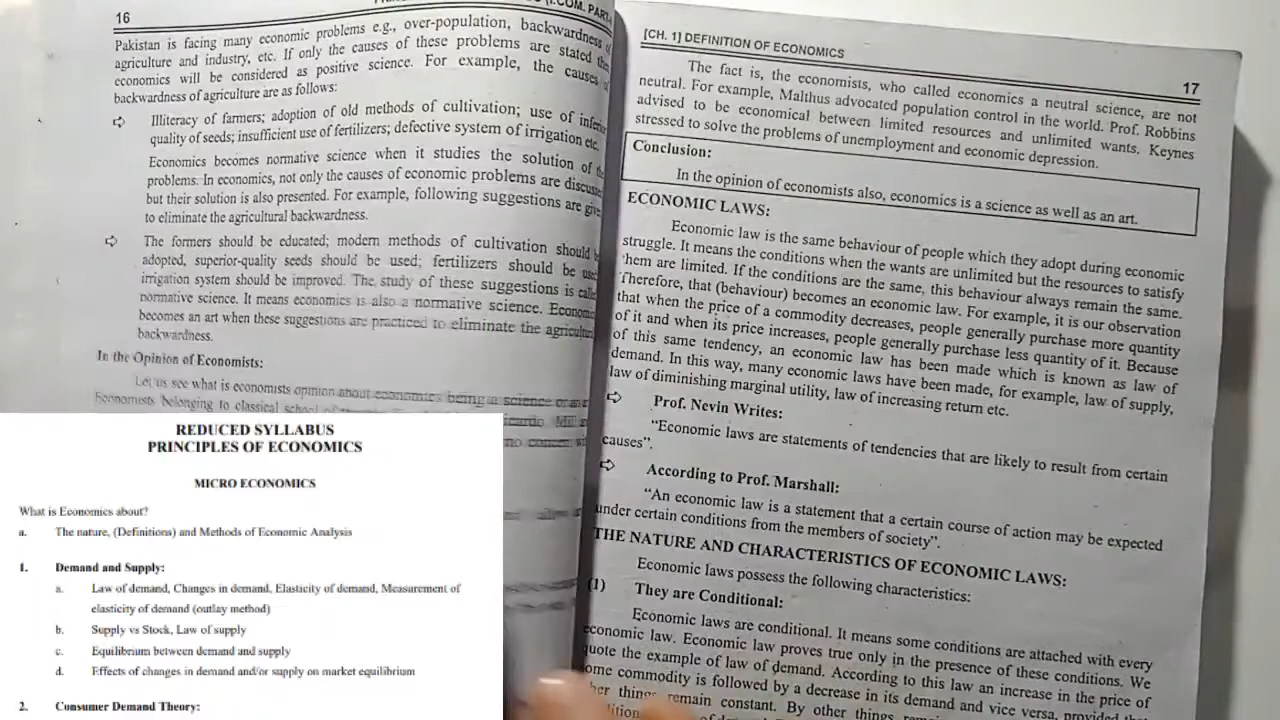 16
(I.COM. PART-
Pakistan is facing many economic problems e.g., over-population, backwardness of
agriculture and industry, etc. If only the causes of these problems are stated the
economics will be considered as positive science. For example, the causes of
backwardness of agriculture are as follows:
Illiteracy of farmers; adoption of old methods of cultivation; use of
quality of seeds; insufficient use of fertilizers; defective system of irrigation etc.
Economics becomes normative science when it studies the solution of
problems. In economics, not only the causes of economic problems are
but their solution is also presented. For example, following suggestions are
to eliminate the agricultural backwardness.
The formers should be educated; modern methods of cultivation should
adopted, superior-quality seeds should be used; fertilizers should be
irrigation system should be improved. The study of these suggestions is
normative science. It means economics is also a normative science.
becomes an art when these suggestions are practiced to eliminate the
backwardness.
In the Opinion of Economists:
Let us see what is economists opinion about economics being a science or
Economists belonging to classical
REDUCED SYLLABUS
PRINCIPLES OF ECONOMICS
MICRO ECONOMICS
What is Economics about?
a. The nature, (Definitions) and Methods of Economic Analysis
1. Demand and Supply:
a. Law of demand, Changes in demand, Elasticity of demand, Measurement of
elasticity of demand (outlay method)
b. Supply vs Stock, Law of supply
c. Equilibrium between demand and supply
d. Effects of changes in demand and/or supply on market equilibrium
2. Consumer Demand Theory:
[CH. 1] DEFINITION OF ECONOMICS
17
The fact is, the economists, who called economics a neutral science, are not
neutral. For example, Malthus advocated population control in the world. Prof. Robbins
advised to be economical between limited resources and unlimited wants. Keynes
stressed to solve the problems of unemployment and economic depression.
Conclusion:
In the opinion of economists also, economics is a science as well as an art.
ECONOMIC LAWS:
Economic law is the same behaviour of people which they adopt during economic
struggle. It means the conditions when the wants are unlimited but the resources to satisfy
them are limited. If the conditions are the same, this behaviour always remain the same.
Therefore, that (behaviour) becomes an economic law. For example, it is our observation
that when the price of a commodity decreases, people generally purchase more quantity
of it and when its price increases, people generally purchase less quantity of it. Because
of this same tendency, an economic law has been made which is known as law of
demand. In this way, many economic laws have been made, for example, law of supply,
law of diminishing marginal utility, law of increasing return etc.
Prof. Nevin Writes:
"Economic laws are statements of tendencies that are likely to result from certain
causes".
According to Prof. Marshall:
"An economic law is a statement that a certain course of action may be expected
under certain conditions from the members of society".
THE NATURE AND CHARACTERISTICS OF ECONOMIC LAWS:
Economic laws possess the following characteristics:
(1) They are Conditional:
Economic laws are conditional. It means some conditions are attached with every
economic law. Economic law proves true only in the presence of these conditions. We
quote the example of law of demand. According to this law an increase in the price of
some commodity is followed by a decrease in its demand and vice versa, provided
other things remain constant. By other things